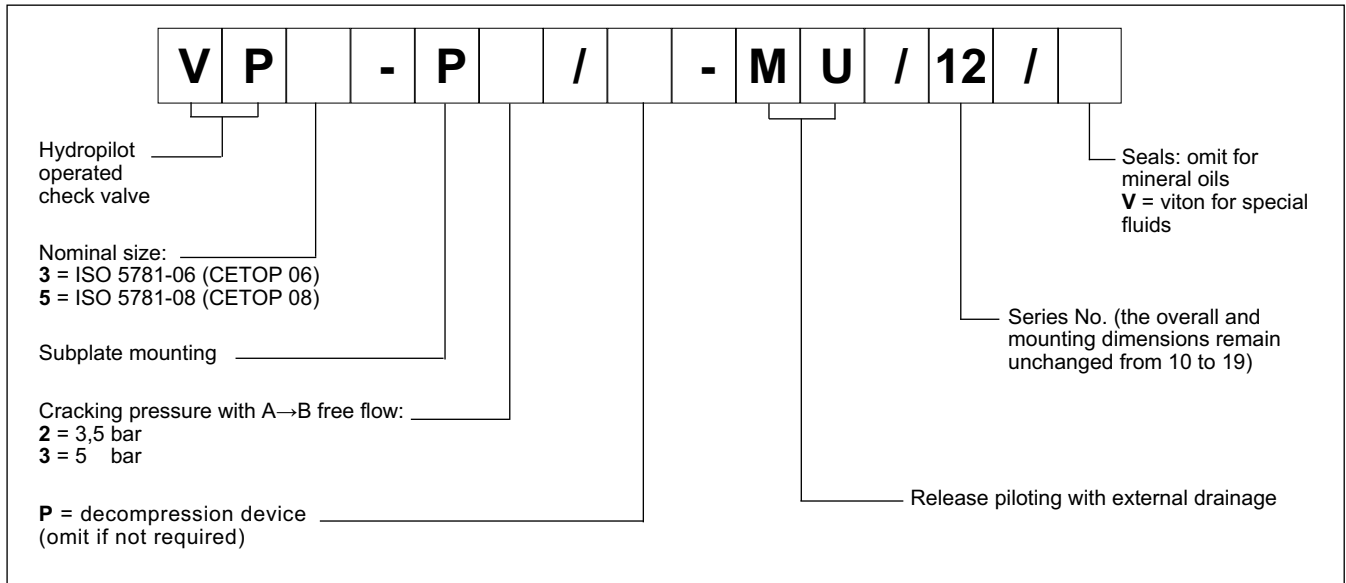 V P - P / - M U / 12 /
Hydropilot
operated
check valve
Nominal size:
3 = ISO 5781-06 (CETOP 06)
5 = ISO 5781-08 (CETOP 08)
Subplate mounting
Cracking pressure with A→B free flow:
2 = 3,5 bar
3 = 5 bar
P = decompression device
(omit if not required)
Seals: omit for
mineral oils
V = viton for special
fluids
Series No. (the overall and
mounting dimensions remain
unchanged from 10 to 19)
Release piloting with external drainage